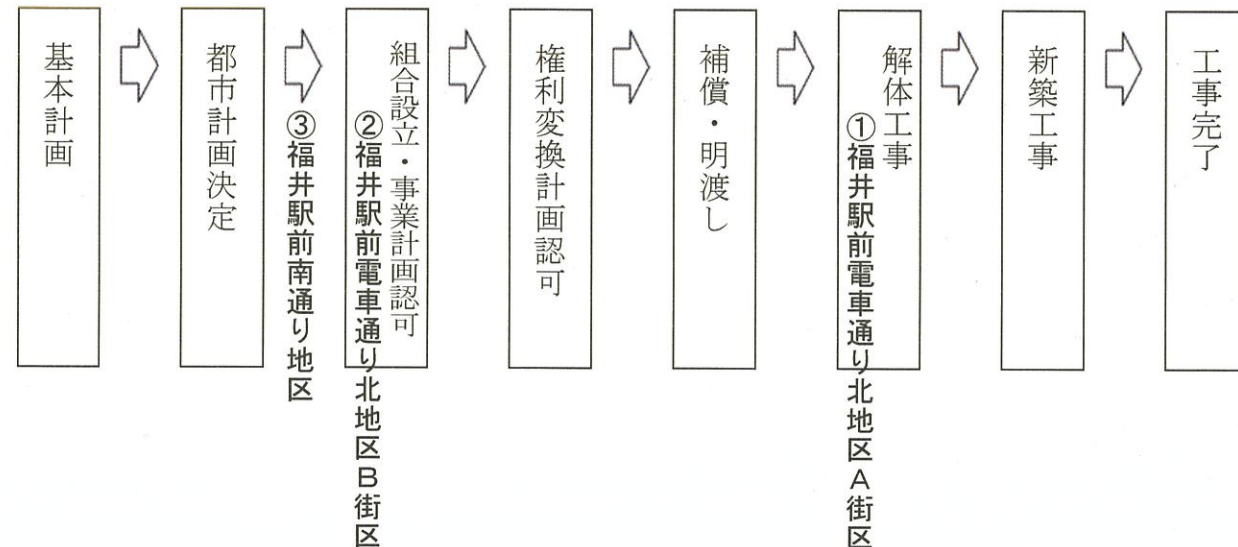 基本計画
都市計画決定
③福井駅前南通り地区
組合設立・事業計画認可
②福井駅前電車通り北地区B街区
権利変換計画認可
補償・明渡し
解体工事
①福井駅前電車通り北地区A街区
新築工事
工事完了